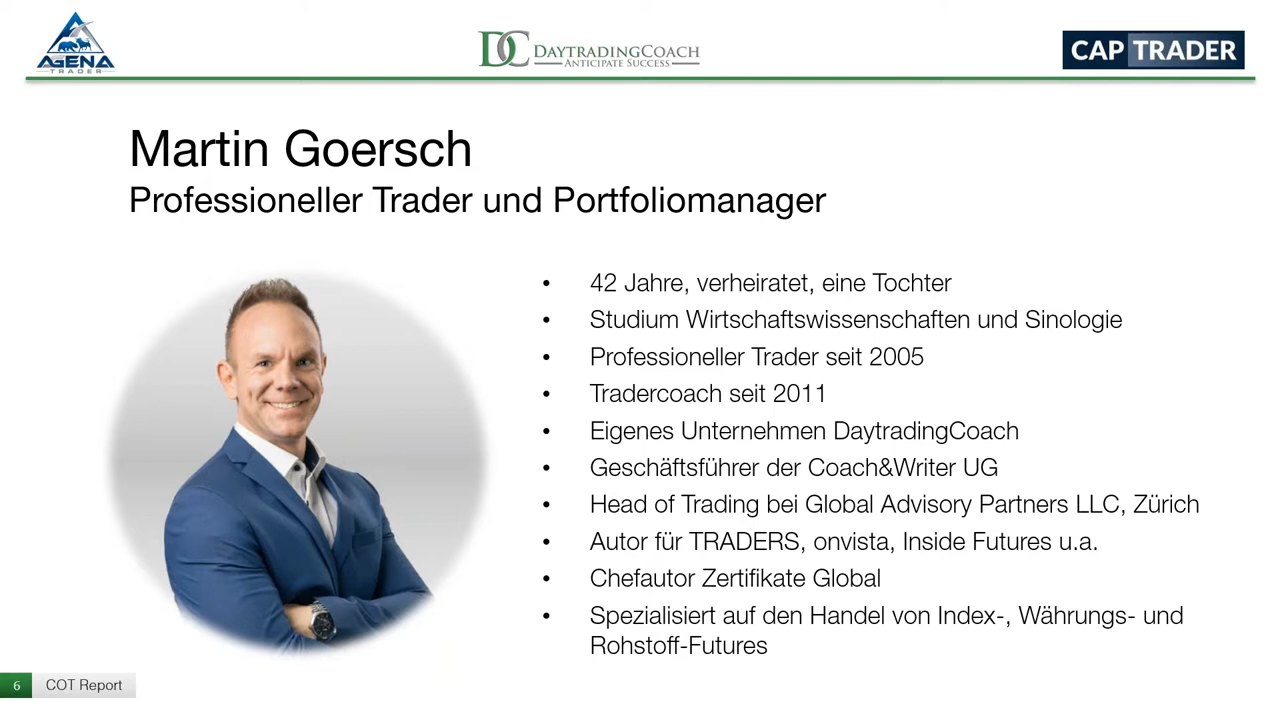 AGENA
TRADER
DC DAYTRADINGCOACH
ANTICIPATE SUCCESS
CAP TRADER
Martin Goersch
Professioneller Trader und Portfoliomanager
• 42 Jahre, verheiratet, eine Tochter
• Studium Wirtschaftswissenschaften und Sinologie
• Professioneller Trader seit 2005
• Tradercoach seit 2011
• Eigenes Unternehmen DaytradingCoach
• Geschäftsführer der Coach&Writer UG
• Head of Trading bei Global Advisory Partners LLC, Zürich
• Autor für TRADERS, onvista, Inside Futures u.a.
• Chefautor Zertifikate Global
• Spezialisiert auf den Handel von Index-, Währungs- und
Rohstoff-Futures
6 COT Report